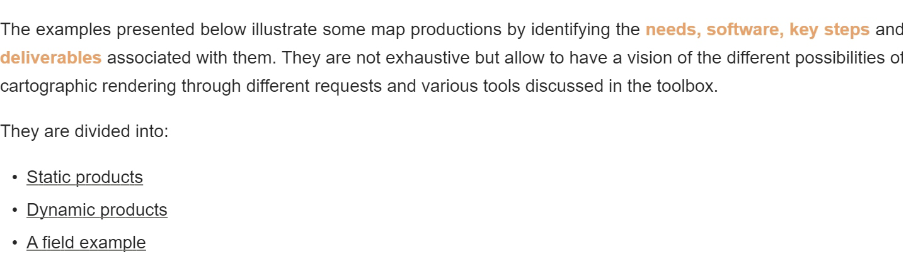 The examples presented below illustrate some map productions by identifying the needs, software, key steps and
deliverables associated with them. They are not exhaustive but allow to have a vision of the different possibilities of
cartographic rendering through different requests and various tools discussed in the toolbox.
They are divided into:
• Static products
• Dynamic products
• A field example